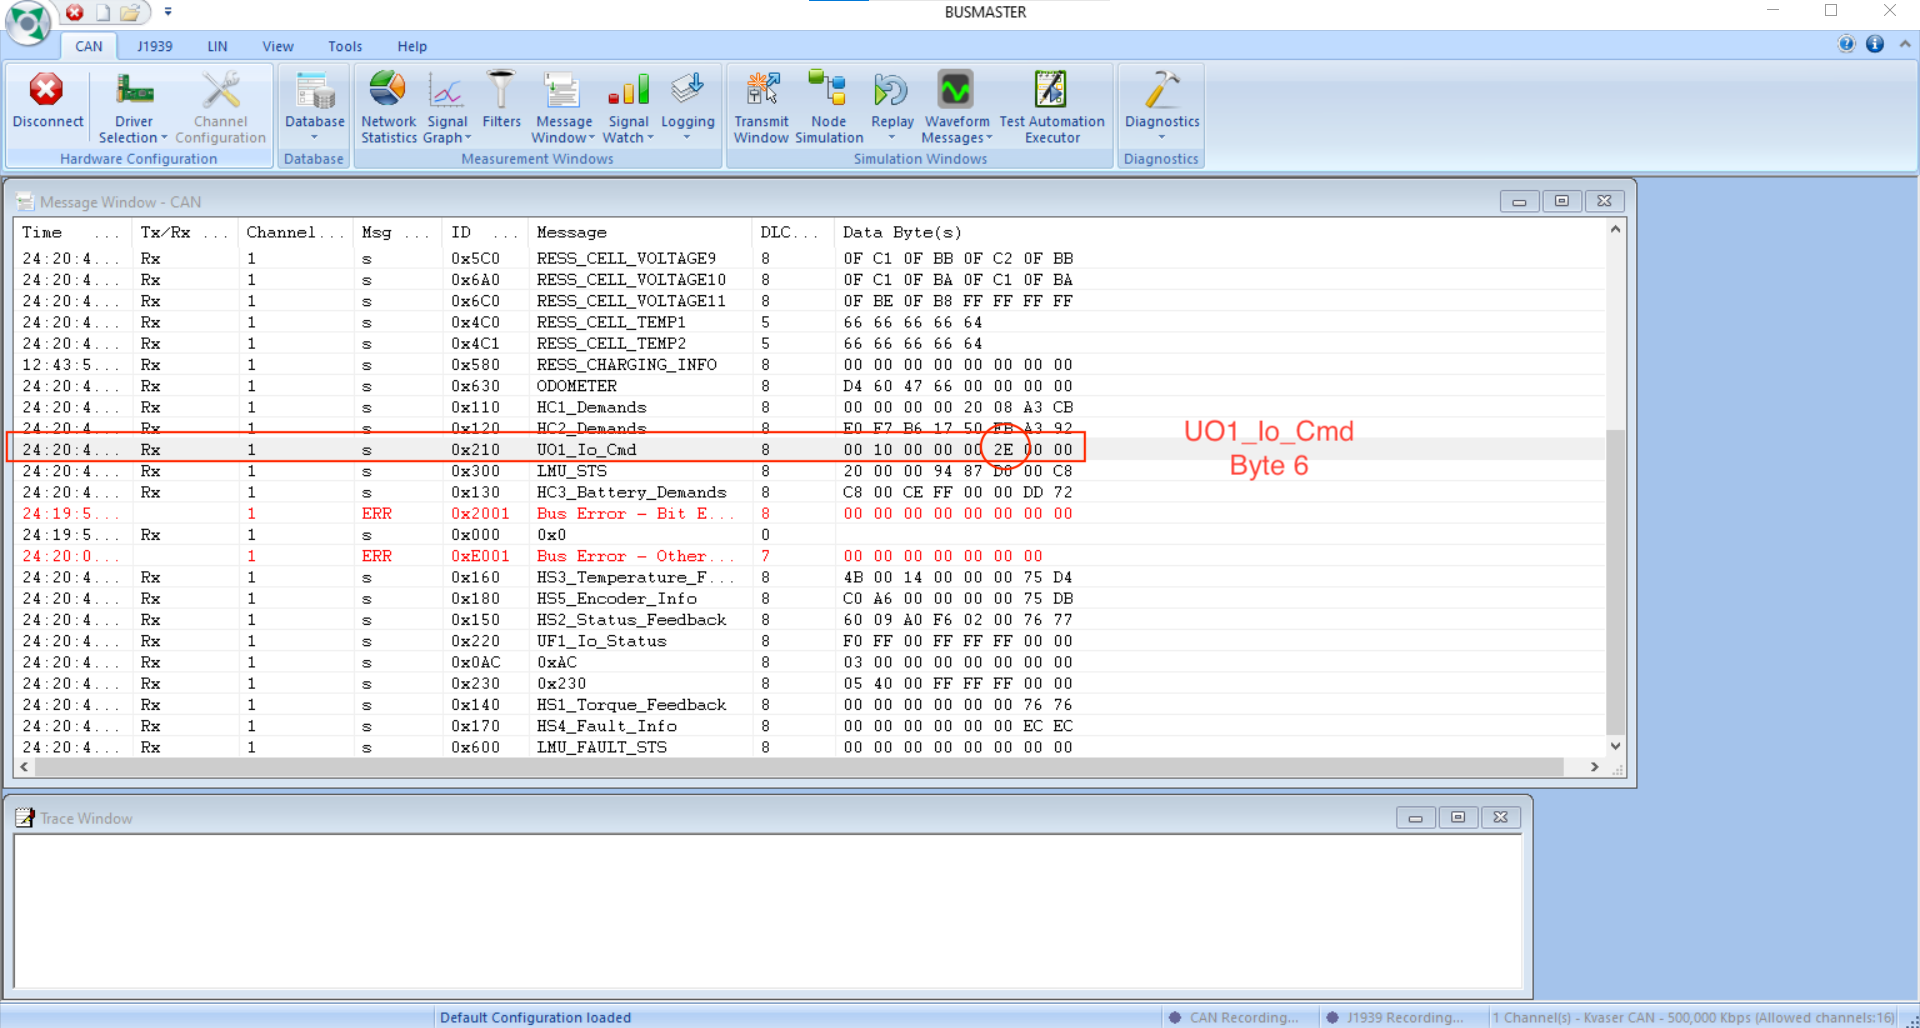 BUSMASTER
CAN J1939 LIN View Tools Help
Disconnect Driver Selection Channel Configuration Database Network Statistics Signal Graph Filters Message Window Signal Watch Logging Transmit Window Node Simulation Replay Waveform Messages Test Automation Executor Diagnostics
Hardware Configuration Database Measurement Windows Simulation Windows Diagnostics
Message Window - CAN
Time ... Tx/Rx ... Channel... Msg ... ID ... Message DLC... Data Byte(s)
24:20:4... Rx 1 s 0x5C0 RESS_CELL_VOLTAGE9 8 0F C1 0F BB 0F C2 0F BB
24:20:4... Rx 1 s 0x6A0 RESS_CELL_VOLTAGE10 8 0F C1 0F BA 0F C1 0F BA
24:20:4... Rx 1 s 0x6C0 RESS_CELL_VOLTAGE11 8 0F BE 0F B8 FF FF FF FF
24:20:4... Rx 1 s 0x4C0 RESS_CELL_TEMP1 5 66 66 66 66 64
24:20:4... Rx 1 s 0x4C1 RESS_CELL_TEMP2 5 66 66 66 66 64
12:43:5... Rx 1 s 0x580 RESS_CHARGING_INFO 8 00 00 00 00 00 00 00 00
24:20:4... Rx 1 s 0x630 ODOMETER 8 D4 60 47 66 00 00 00 00
24:20:4... Rx 1 s 0x110 HC1_Demands 8 00 00 00 00 20 08 A3 CB
24:20:4... Rx 1 s 0x120 HC2_Demands 8 E0 F7 B6 17 50 FB A3 92
24:20:4... Rx 1 s 0x210 UO1_Io_Cmd 8 00 10 00 00 00 2E 00 00
UO1_Io_Cmd
Byte 6
24:20:4... Rx 1 s 0x300 LMU_STS 8 20 00 00 94 87 D0 00 C8
24:20:4... Rx 1 s 0x130 HC3_Battery_Demands 8 C8 00 CE FF 00 00 DD 72
24:19:5... 1 ERR 0x2001 Bus Error - Bit E... 8 00 00 00 00 00 00 00 00
24:19:5... Rx 1 s 0x000 0x0 0
24:20:0... 1 ERR 0xE001 Bus Error - Other... 7 00 00 00 00 00 00 00
24:20:4... Rx 1 s 0x160 HS3_Temperature_F... 8 4B 00 14 00 00 00 75 D4
24:20:4... Rx 1 s 0x180 HS5_Encoder_Info 8 C0 A6 00 00 00 00 75 DB
24:20:4... Rx 1 s 0x150 HS2_Status_Feedback 8 60 09 A0 F6 02 00 76 77
24:20:4... Rx 1 s 0x220 UF1_Io_Status 8 F0 FF 00 FF FF FF 00 00
24:20:4... Rx 1 s 0x0AC 0xAC 8 03 00 00 00 00 00 00 00
24:20:4... Rx 1 s 0x230 0x230 8 05 40 00 FF FF FF 00 00
24:20:4... Rx 1 s 0x140 HS1_Torque_Feedback 8 00 00 00 00 00 00 76 76
24:20:4... Rx 1 s 0x170 HS4_Fault_Info 8 00 00 00 00 00 00 EC EC
24:20:4... Rx 1 s 0x600 LMU_FAULT_STS 8 00 00 00 00 00 00 00 00
Trace Window
Default Configuration loaded CAN Recording... J1939 Recording... 1 Channel(s) - Kvaser CAN - 500,000 Kbps (Allowed channels:16)